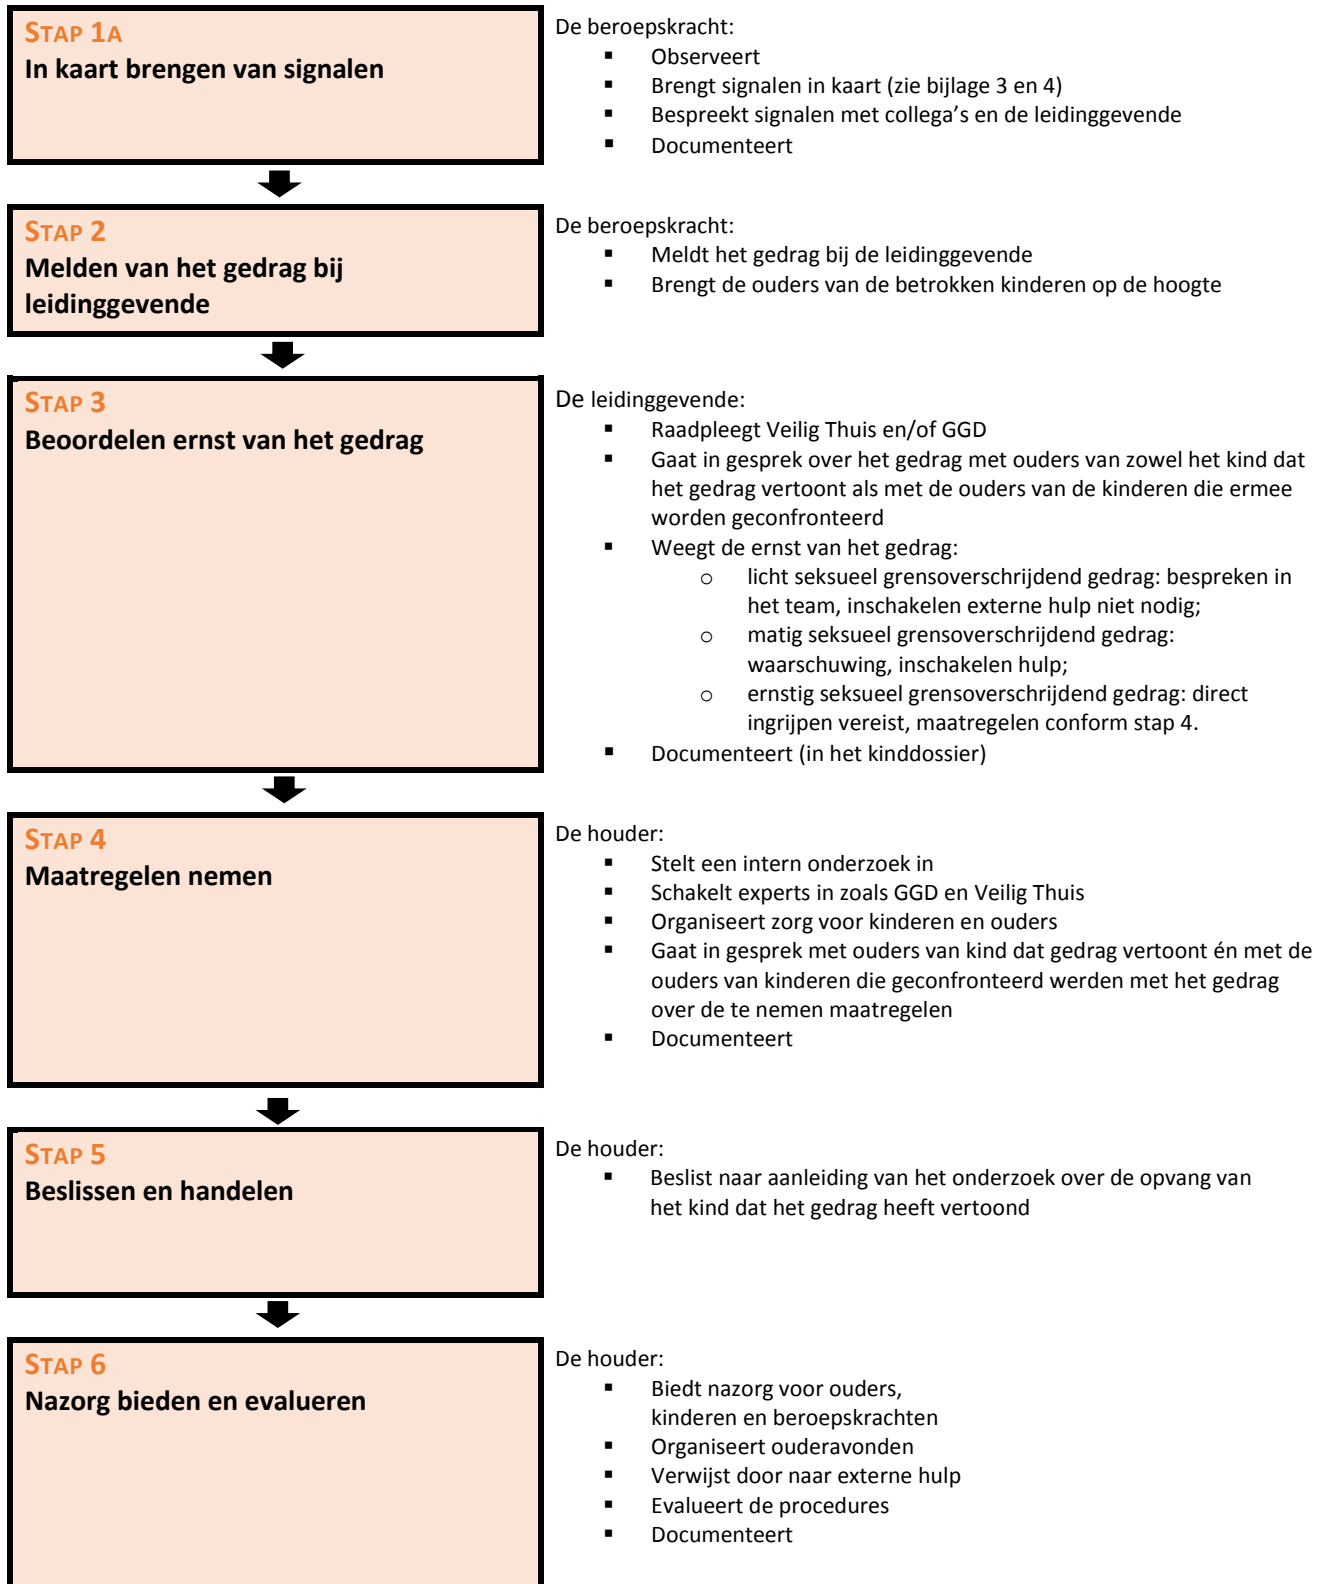 STAP 1A
In kaart brengen van signalen
De beroepskracht:
▪ Observeert
▪ Brengt signalen in kaart (zie bijlage 3 en 4)
▪ Bespreekt signalen met collega’s en de leidinggevende
▪ Documenteert
STAP 2
Melden van het gedrag bij
leidinggevende
De beroepskracht:
▪ Meldt het gedrag bij de leidinggevende
▪ Brengt de ouders van de betrokken kinderen op de hoogte
STAP 3
Beoordelen ernst van het gedrag
De leidinggevende:
▪ Raadpleegt Veilig Thuis en/of GGD
▪ Gaat in gesprek over het gedrag met ouders van zowel het kind dat
het gedrag vertoont als met de ouders van de kinderen die ermee
worden geconfronteerd
▪ Weegt de ernst van het gedrag:
o licht seksueel grensoverschrijdend gedrag: bespreken in
het team, inschakelen externe hulp niet nodig;
o matig seksueel grensoverschrijdend gedrag:
waarschuwing, inschakelen hulp;
o ernstig seksueel grensoverschrijdend gedrag: direct
ingrijpen vereist, maatregelen conform stap 4.
▪ Documenteert (in het kinddossier)
STAP 4
Maatregelen nemen
De houder:
▪ Stelt een intern onderzoek in
▪ Schakelt experts in zoals GGD en Veilig Thuis
▪ Organiseert zorg voor kinderen en ouders
▪ Gaat in gesprek met ouders van kind dat gedrag vertoont én met de
ouders van kinderen die geconfronteerd werden met het gedrag
over de te nemen maatregelen
▪ Documenteert
STAP 5
Beslissen en handelen
De houder:
▪ Beslist naar aanleiding van het onderzoek over de opvang van
het kind dat het gedrag heeft vertoond
STAP 6
Nazorg bieden en evalueren
De houder:
▪ Biedt nazorg voor ouders,
kinderen en beroepskrachten
▪ Organiseert ouderavonden
▪ Verwijst door naar externe hulp
▪ Evalueert de procedures
▪ Documenteert